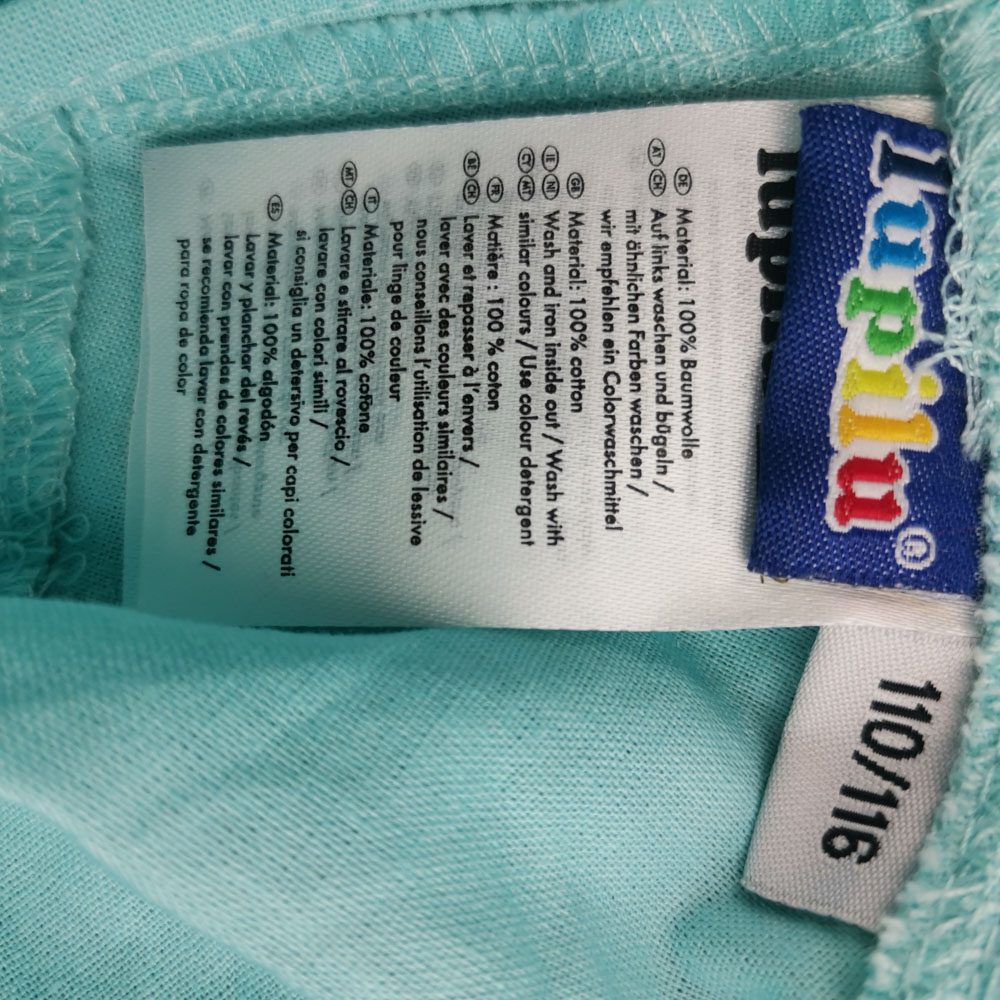 lupilu®
lupilu
DE Material: 100% Baumwolle
AT CH Auf links waschen und bügeln /
mit ähnlichen Farben waschen /
wir empfehlen ein Colorwaschmittel
GB Material: 100% cotton
IE NI Wash and iron inside out / Wash with
CY MT similar colours / Use colour detergent
FR Matière : 100 % coton
BE CH Laver et repasser à l'envers /
laver avec des couleurs similaires /
nous conseillons l'utilisation de lessive
pour linge de couleur
IT Materiale: 100% cotone
MT CH Lavare e stirare al rovescio /
lavare con colori simili /
si consiglia un detersivo per capi colorati
ES Material: 100% algodón
Lavar y planchar del revés /
lavar con prendas de colores similares /
se recomienda lavar con detergente
para ropa de color
110/116